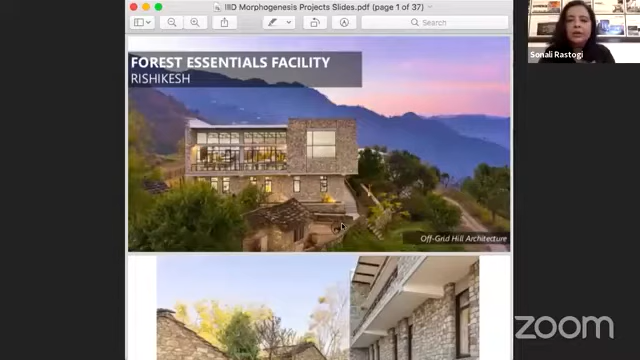 IIID Morphogenesis Projects Slides.pdf (page 1 of 37)
Search
FOREST ESSENTIALS FACILITY
RISHIKESH
Off-Grid Hill Architecture
Sonali Rastogi
zoom